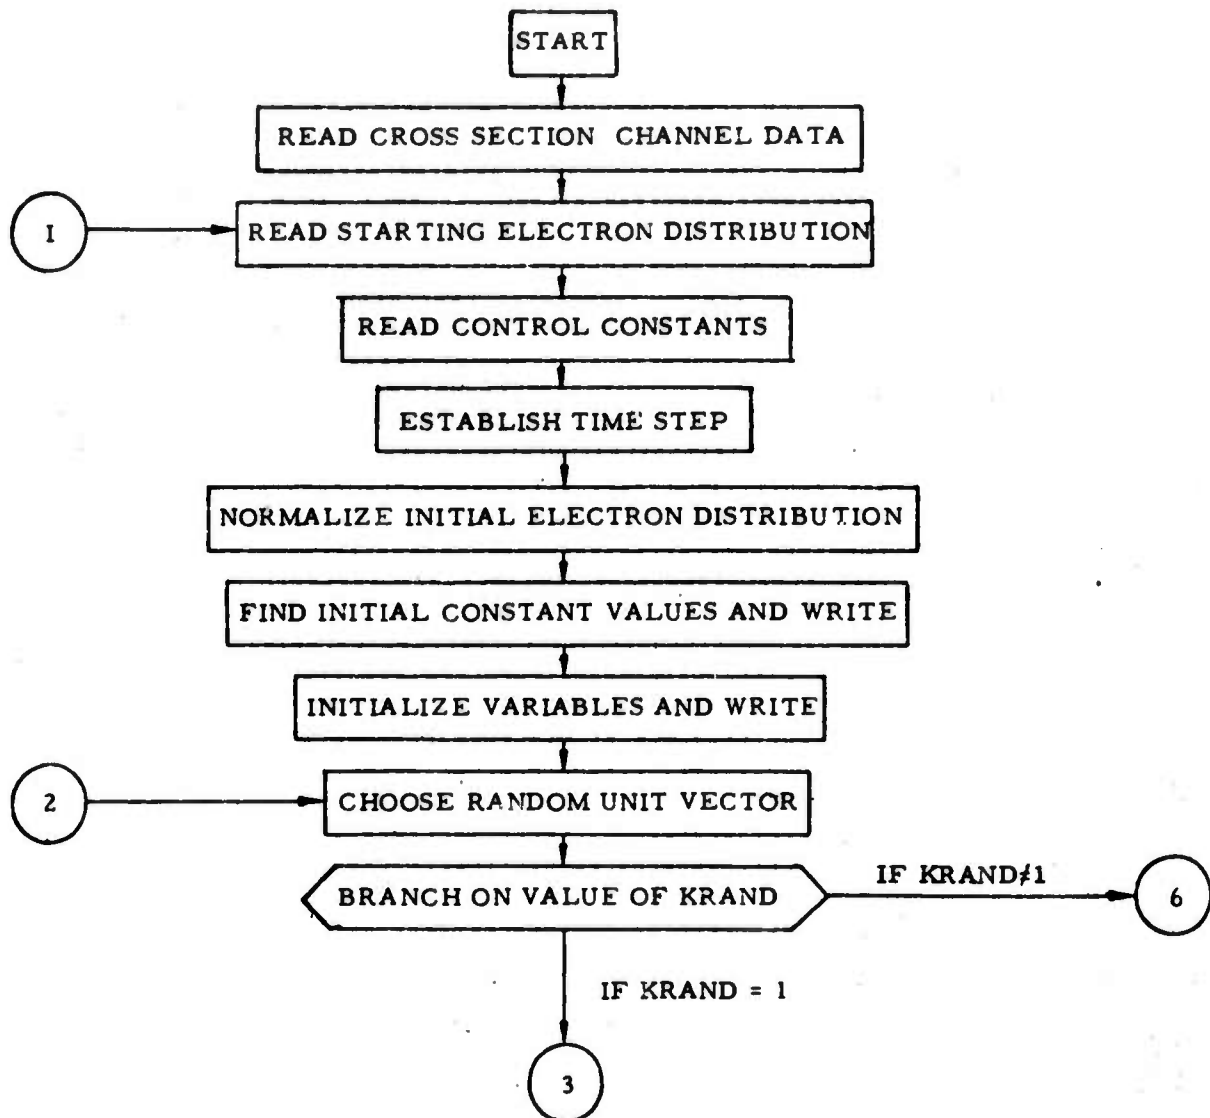 START
READ CROSS SECTION CHANNEL DATA
1
READ STARTING ELECTRON DISTRIBUTION
READ CONTROL CONSTANTS
ESTABLISH TIME STEP
NORMALIZE INITIAL ELECTRON DISTRIBUTION
FIND INITIAL CONSTANT VALUES AND WRITE
INITIALIZE VARIABLES AND WRITE
2
CHOOSE RANDOM UNIT VECTOR
BRANCH ON VALUE OF KRAND
IF KRAND≠1
6
IF KRAND = 1
3